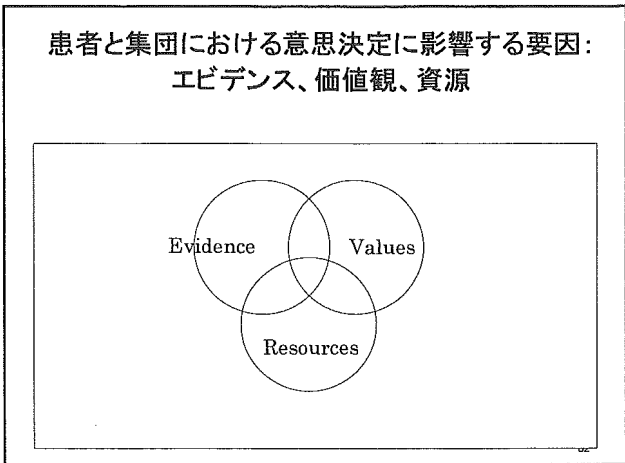 患者と集団における意思決定に影響する要因:
エビデンス、価値観、資源
Evidence
Values
Resources